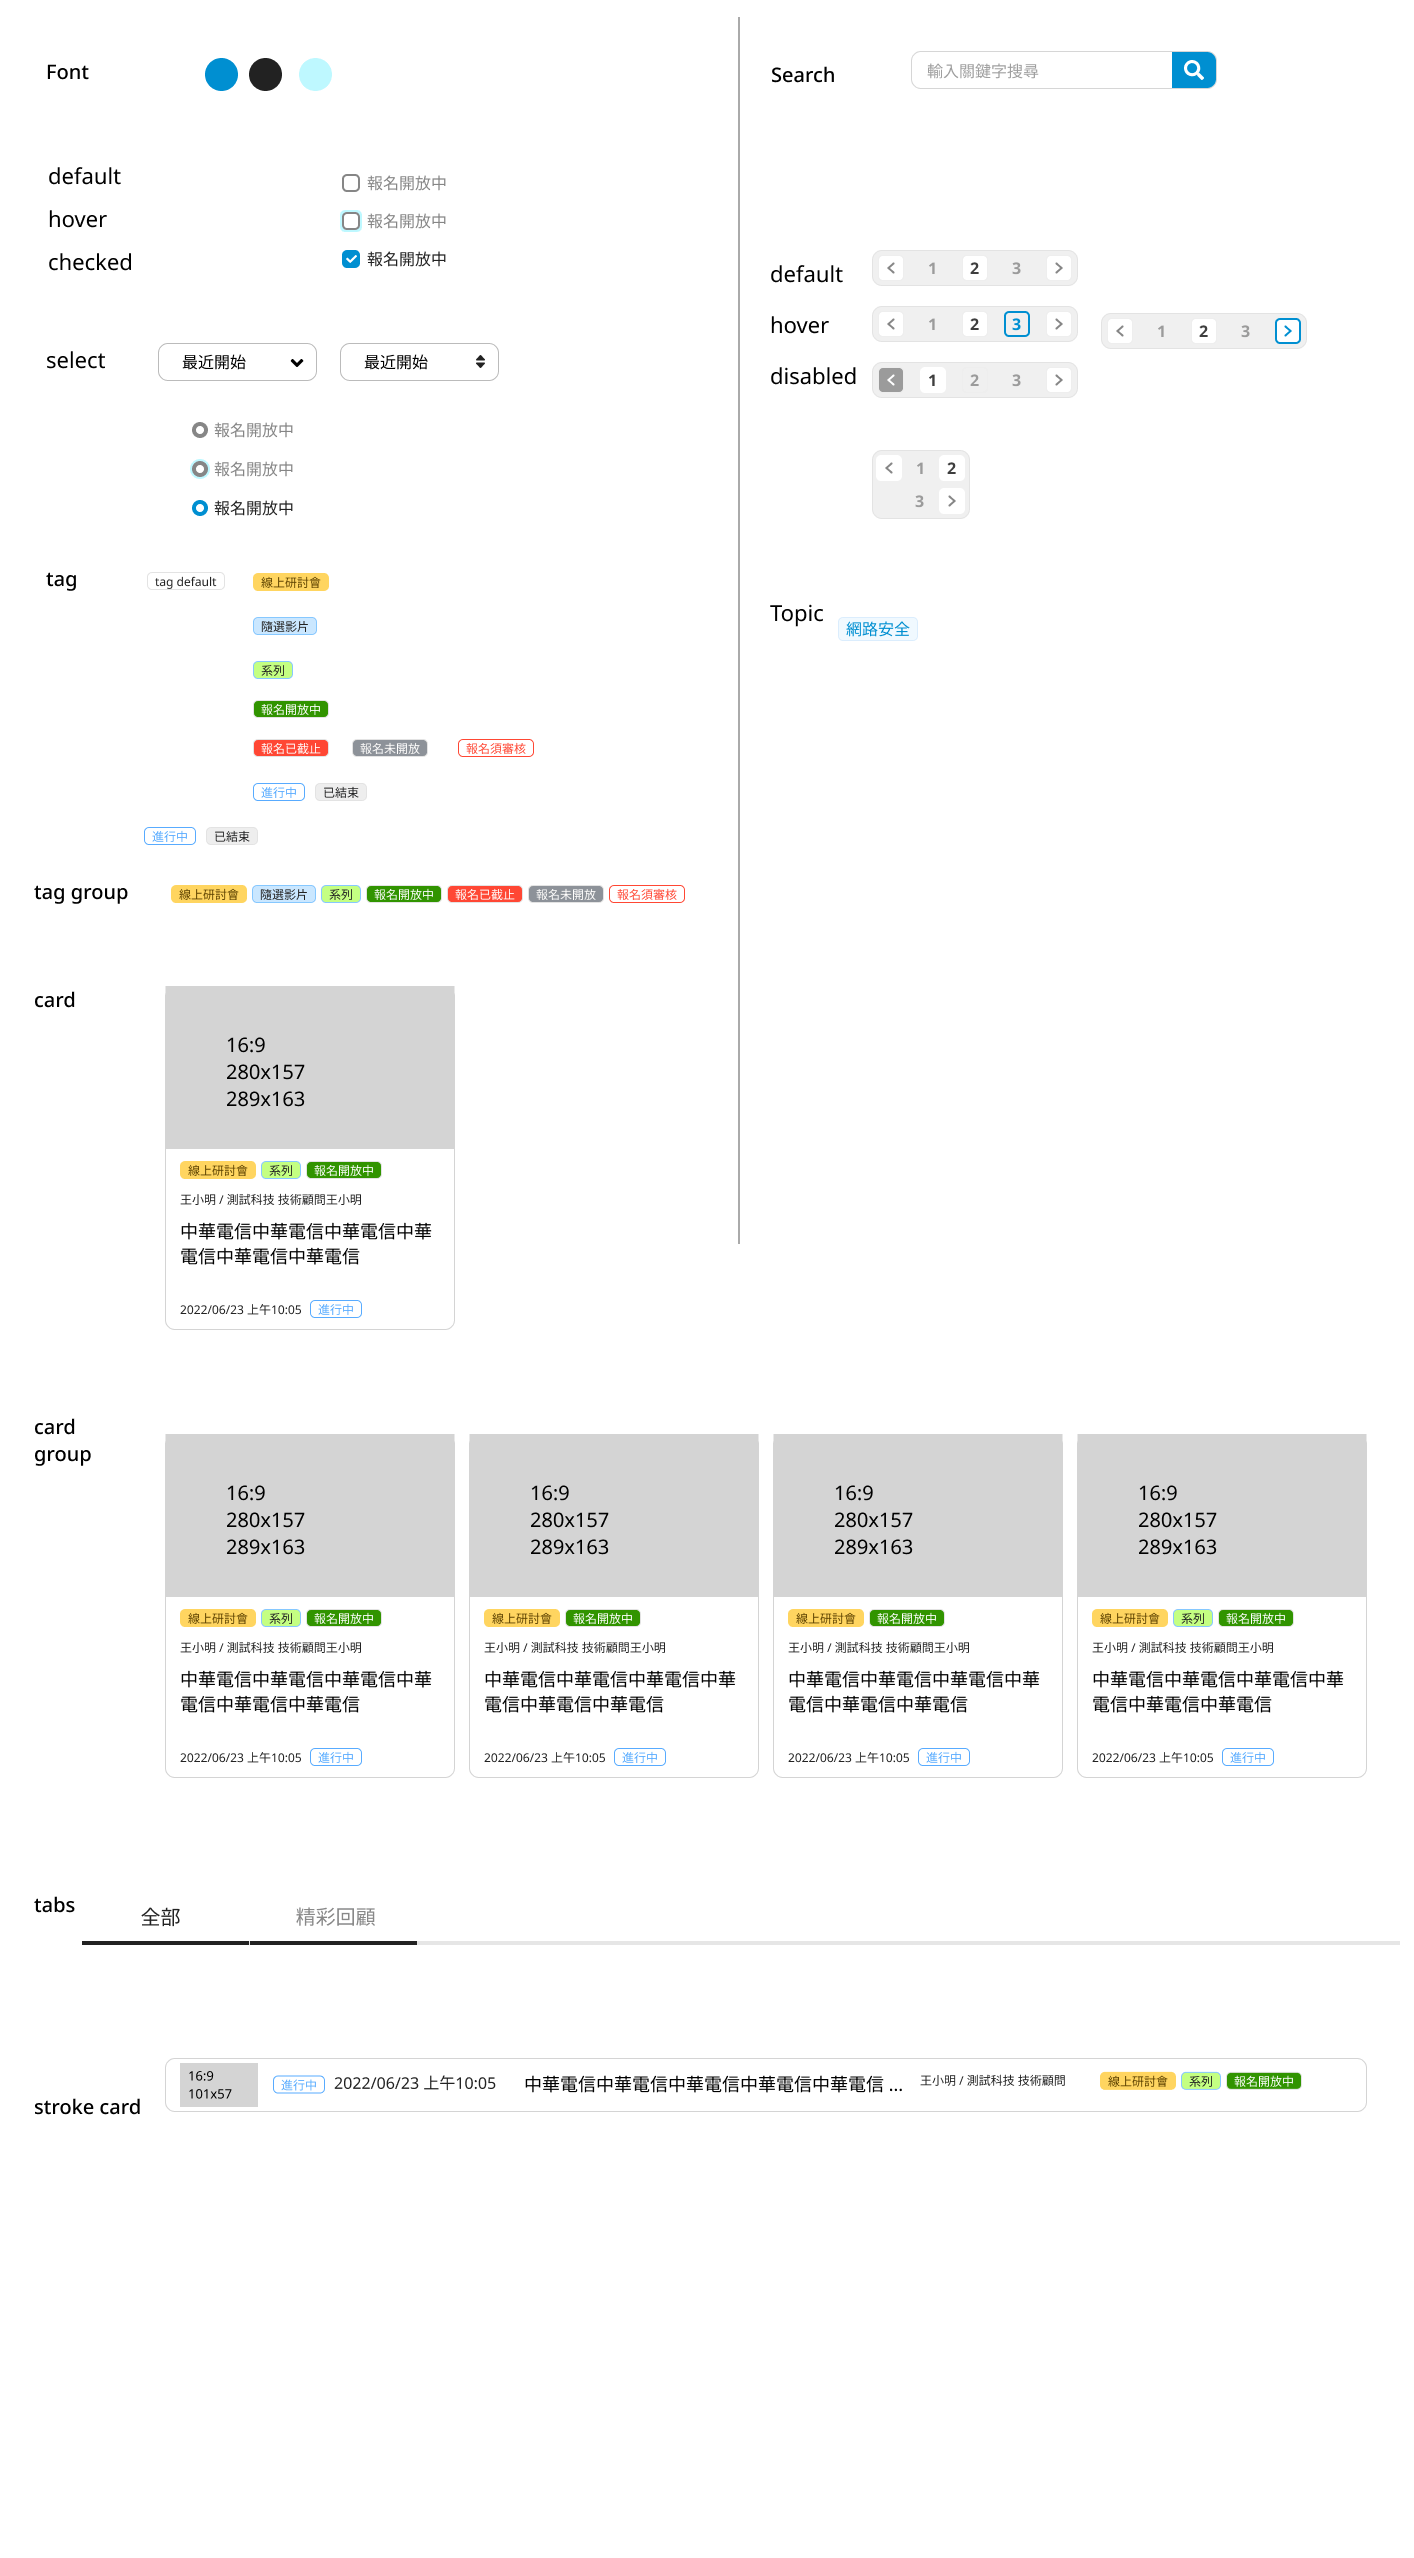 Font
default
hover
checked
報名開放中
報名開放中
報名開放中
select
最近開始
最近開始
報名開放中
報名開放中
報名開放中
tag
tag default
線上研討會
隨選影片
系列
報名開放中
報名已截止
報名未開放
報名須審核
進行中
已結束
進行中
已結束
tag group
線上研討會
隨選影片
系列
報名開放中
報名已截止
報名未開放
報名須審核
Search
輸入關鍵字搜尋
default
1 2 3
hover
1 2 3
1 2 3
disabled
1 2 3
1 2
3
Topic
網路安全
card
16:9
280x157
289x163
線上研討會
系列
報名開放中
王小明 / 測試科技 技術顧問王小明
中華電信中華電信中華電信中華
電信中華電信中華電信
2022/06/23 上午10:05
進行中
card
group
16:9
280x157
289x163
線上研討會
系列
報名開放中
王小明 / 測試科技 技術顧問王小明
中華電信中華電信中華電信中華
電信中華電信中華電信
2022/06/23 上午10:05
進行中
16:9
280x157
289x163
線上研討會
報名開放中
王小明 / 測試科技 技術顧問王小明
中華電信中華電信中華電信中華
電信中華電信中華電信
2022/06/23 上午10:05
進行中
16:9
280x157
289x163
線上研討會
報名開放中
王小明 / 測試科技 技術顧問王小明
中華電信中華電信中華電信中華
電信中華電信中華電信
2022/06/23 上午10:05
進行中
16:9
280x157
289x163
線上研討會
系列
報名開放中
王小明 / 測試科技 技術顧問王小明
中華電信中華電信中華電信中華
電信中華電信中華電信
2022/06/23 上午10:05
進行中
tabs
全部
精彩回顧
stroke card
16:9
101x57
進行中
2022/06/23 上午10:05
中華電信中華電信中華電信中華電信中華電信 ...
王小明 / 測試科技 技術顧問
線上研討會
系列
報名開放中